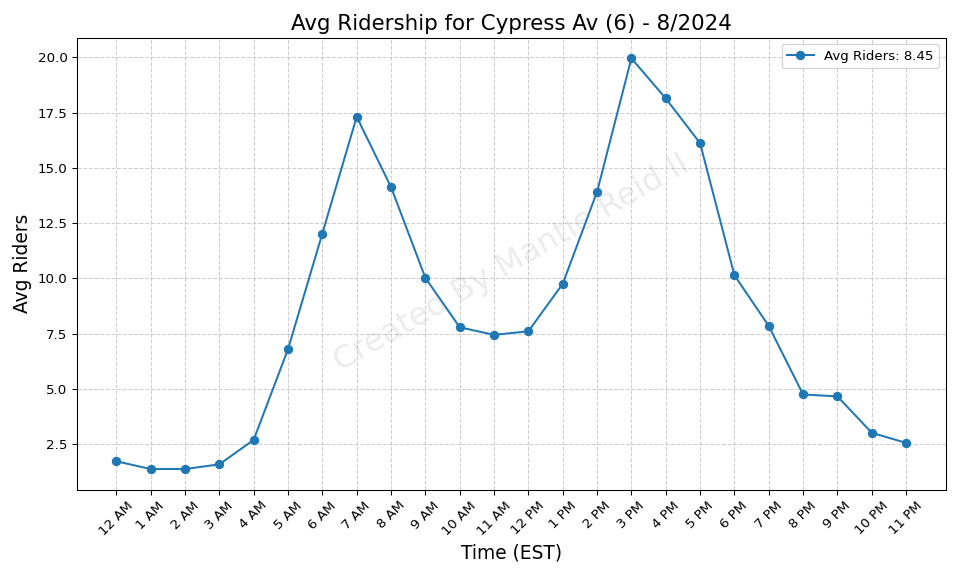 Avg Ridership for Cypress Av (6) - 8/2024
Avg Riders: 8.45
20.0
17.5
15.0
12.5
10.0
7.5
5.0
2.5
Avg Riders
Created By Mantie Reid II
12 AM
1 AM
2 AM
3 AM
4 AM
5 AM
6 AM
7 AM
8 AM
9 AM
10 AM
11 AM
12 PM
1 PM
2 PM
3 PM
4 PM
5 PM
6 PM
7 PM
8 PM
9 PM
10 PM
11 PM
Time (EST)